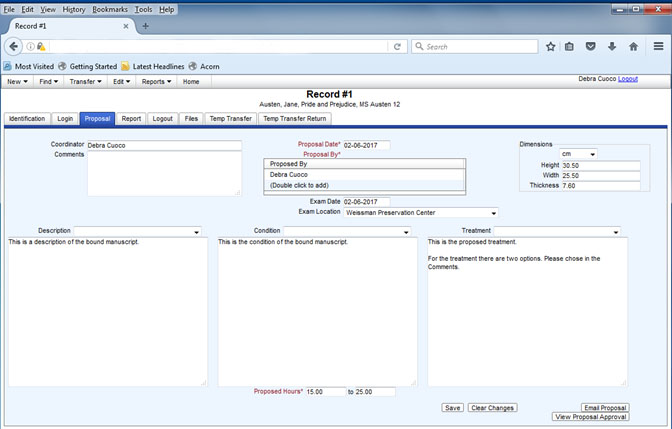 File Edit View History Bookmarks Tools Help
Record #1
Search
Most Visited Getting Started Latest Headlines Acorn
New Find Transfer Edit Reports Home
Debra Cuoco Logout
Record #1
Austen, Jane, Pride and Prejudice, MS Austen 12
Identification Login Proposal Report Logout Files Temp Transfer Temp Transfer Return
Coordinator Debra Cuoco
Comments
Proposal Date* 02-06-2017
Proposal By*
Proposed By
Debra Cuoco
(Double click to add)
Exam Date 02-06-2017
Exam Location Weissman Preservation Center
Dimensions
cm
Height 30.50
Width 25.50
Thickness 7.60
Description
This is a description of the bound manuscript.
Condition
This is the condition of the bound manuscript.
Treatment
This is the proposed treatment.
For the treatment there are two options. Please chose in the
Comments.
Proposed Hours* 15.00 to 25.00
Save Clear Changes Email Proposal
View Proposal Approval